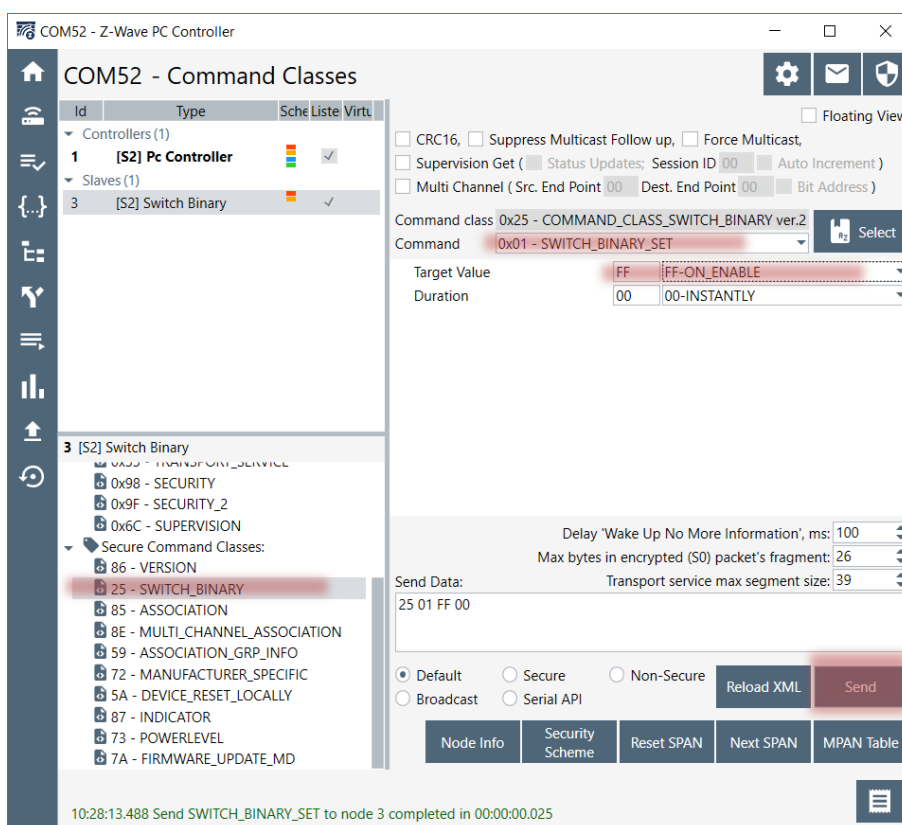 COM52 - Z-Wave PC Controller
COM52 - Command Classes
Id Type Sche Liste Virtu
Controllers (1)
1 [S2] Pc Controller
Slaves (1)
3 [S2] Switch Binary
Floating View
CRC16, Suppress Multicast Follow up, Force Multicast,
Supervision Get ( Status Updates; Session ID 00 Auto Increment )
Multi Channel ( Src. End Point 00 Dest. End Point 00 Bit Address )
Command class 0x25 - COMMAND_CLASS_SWITCH_BINARY ver.2
Select
Command 0x01 - SWITCH_BINARY_SET
Target Value FF FF-ON_ENABLE
Duration 00 00-INSTANTLY
3 [S2] Switch Binary
0x55 - TRANSPORT_SERVICE
0x98 - SECURITY
0x9F - SECURITY_2
0x6C - SUPERVISION
Secure Command Classes:
86 - VERSION
25 - SWITCH_BINARY
85 - ASSOCIATION
8E - MULTI_CHANNEL_ASSOCIATION
59 - ASSOCIATION_GRP_INFO
72 - MANUFACTURER_SPECIFIC
5A - DEVICE_RESET_LOCALLY
87 - INDICATOR
73 - POWERLEVEL
7A - FIRMWARE_UPDATE_MD
Delay 'Wake Up No More Information', ms: 100
Max bytes in encrypted (S0) packet's fragment: 26
Send Data: Transport service max segment size: 39
25 01 FF 00
Default Secure Non-Secure
Broadcast Serial API
Reload XML Send
Node Info Security Scheme Reset SPAN Next SPAN MPAN Table
10:28:13.488 Send SWITCH_BINARY_SET to node 3 completed in 00:00:00.025